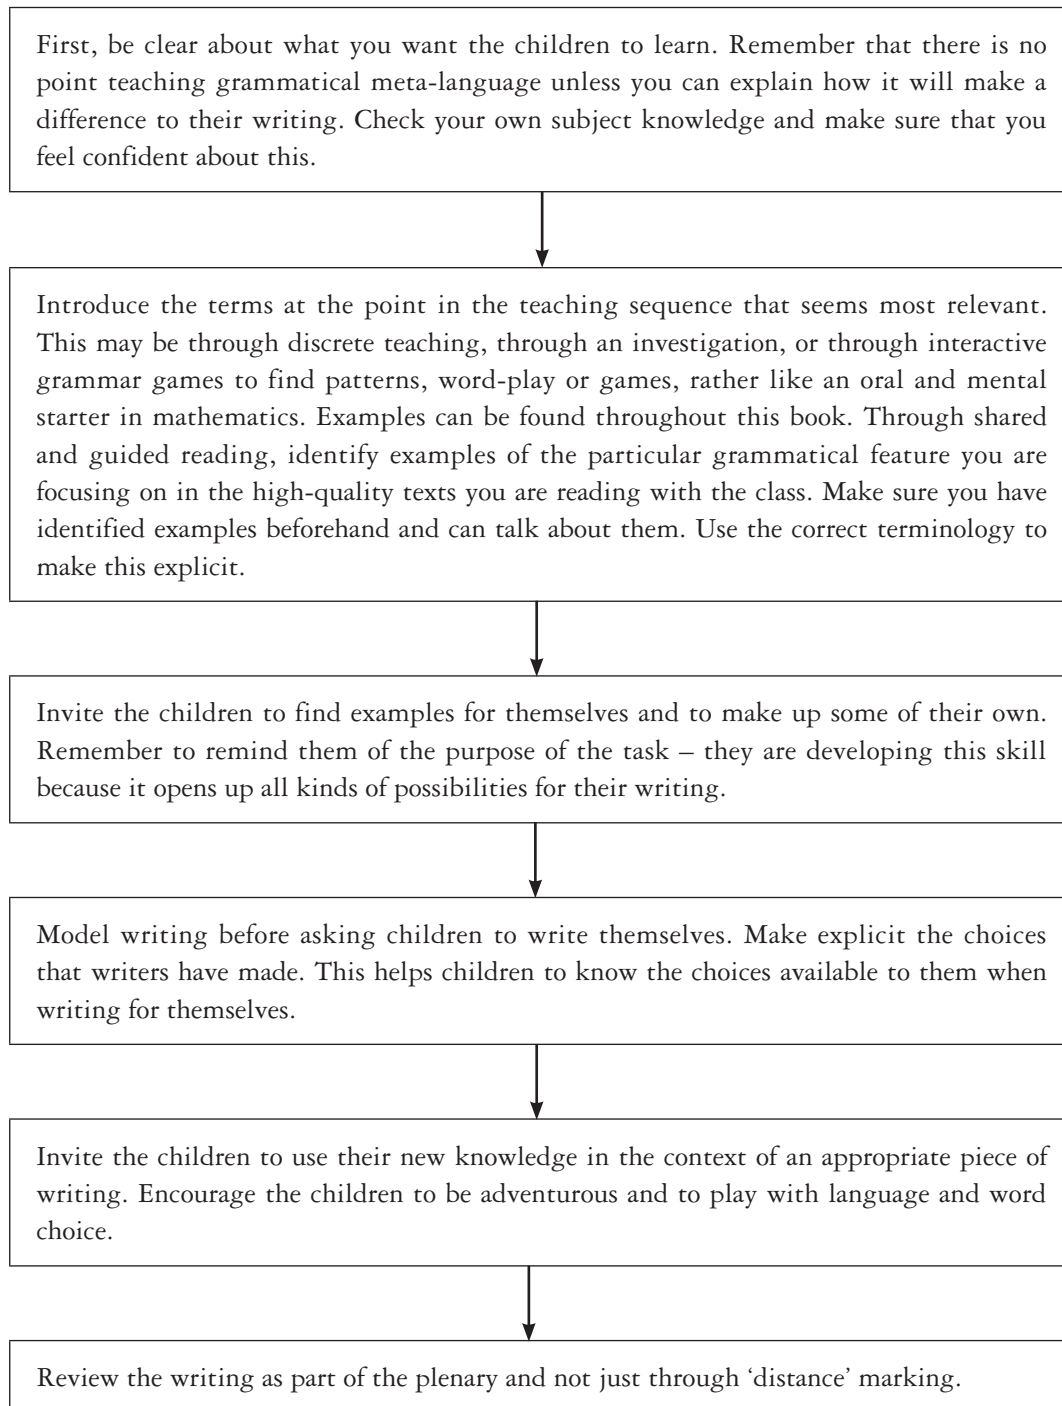 First, be clear about what you want the children to learn. Remember that there is no
point teaching grammatical meta-language unless you can explain how it will make a
difference to their writing. Check your own subject knowledge and make sure that you
feel confident about this.
Introduce the terms at the point in the teaching sequence that seems most relevant.
This may be through discrete teaching, through an investigation, or through interactive
grammar games to find patterns, word-play or games, rather like an oral and mental
starter in mathematics. Examples can be found throughout this book. Through shared
and guided reading, identify examples of the particular grammatical feature you are
focusing on in the high-quality texts you are reading with the class. Make sure you have
identified examples beforehand and can talk about them. Use the correct terminology to
make this explicit.
Invite the children to find examples for themselves and to make up some of their own.
Remember to remind them of the purpose of the task – they are developing this skill
because it opens up all kinds of possibilities for their writing.
Model writing before asking children to write themselves. Make explicit the choices
that writers have made. This helps children to know the choices available to them when
writing for themselves.
Invite the children to use their new knowledge in the context of an appropriate piece of
writing. Encourage the children to be adventurous and to play with language and word
choice.
Review the writing as part of the plenary and not just through ‘distance’ marking.